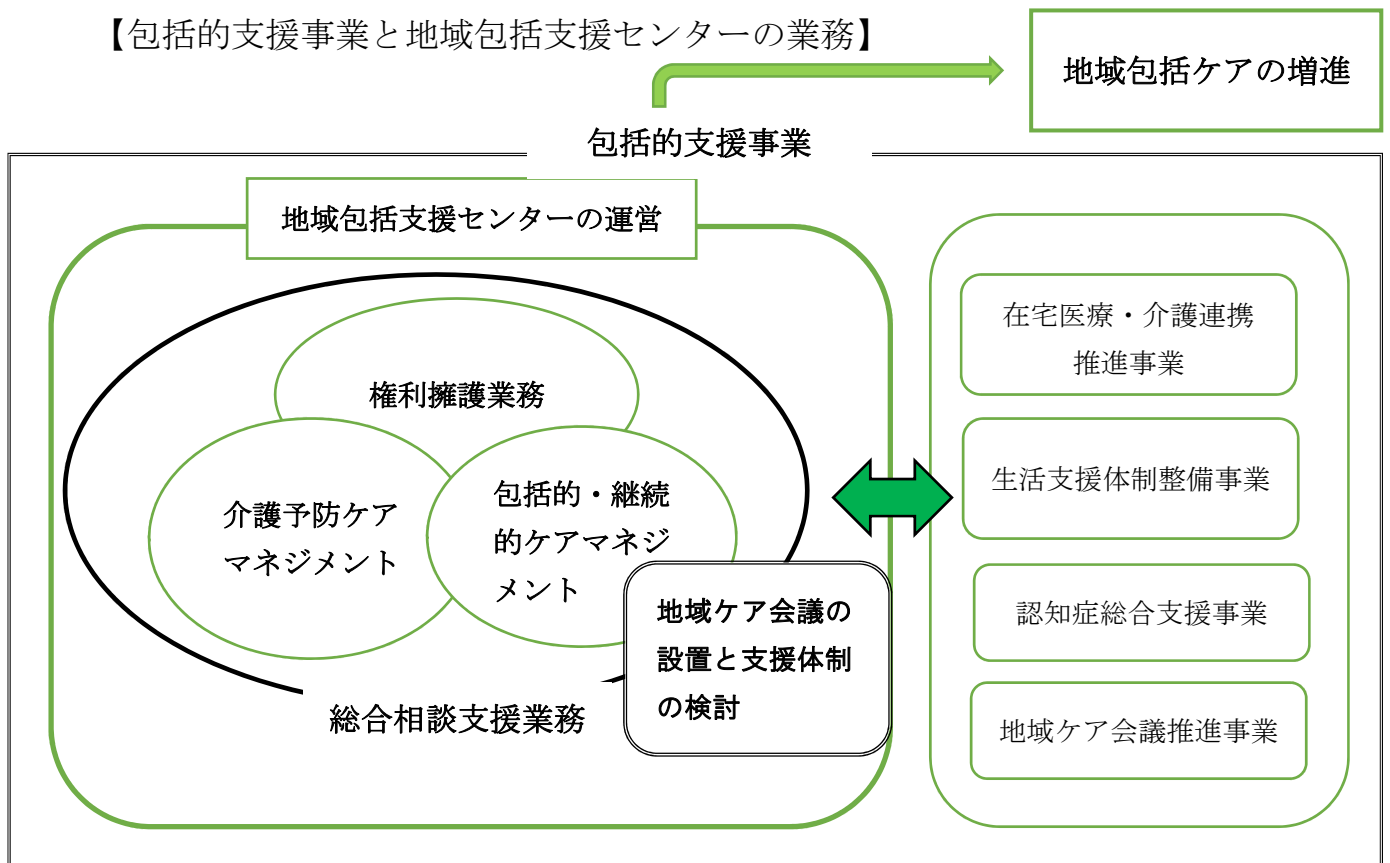 【包括的支援事業と地域包括支援センターの業務】
地域包括ケアの増進
包括的支援事業
地域包括支援センターの運営
権利擁護業務
介護予防ケア
マネジメント
包括的・継続
的ケアマネジ
メント
地域ケア会議の
設置と支援体制
の検討
総合相談支援業務
在宅医療・介護連携
推進事業
生活支援体制整備事業
認知症総合支援事業
地域ケア会議推進事業